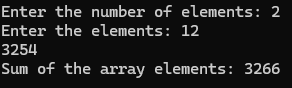 Enter the number of elements: 2
Enter the elements: 12
3254
Sum of the array elements: 3266